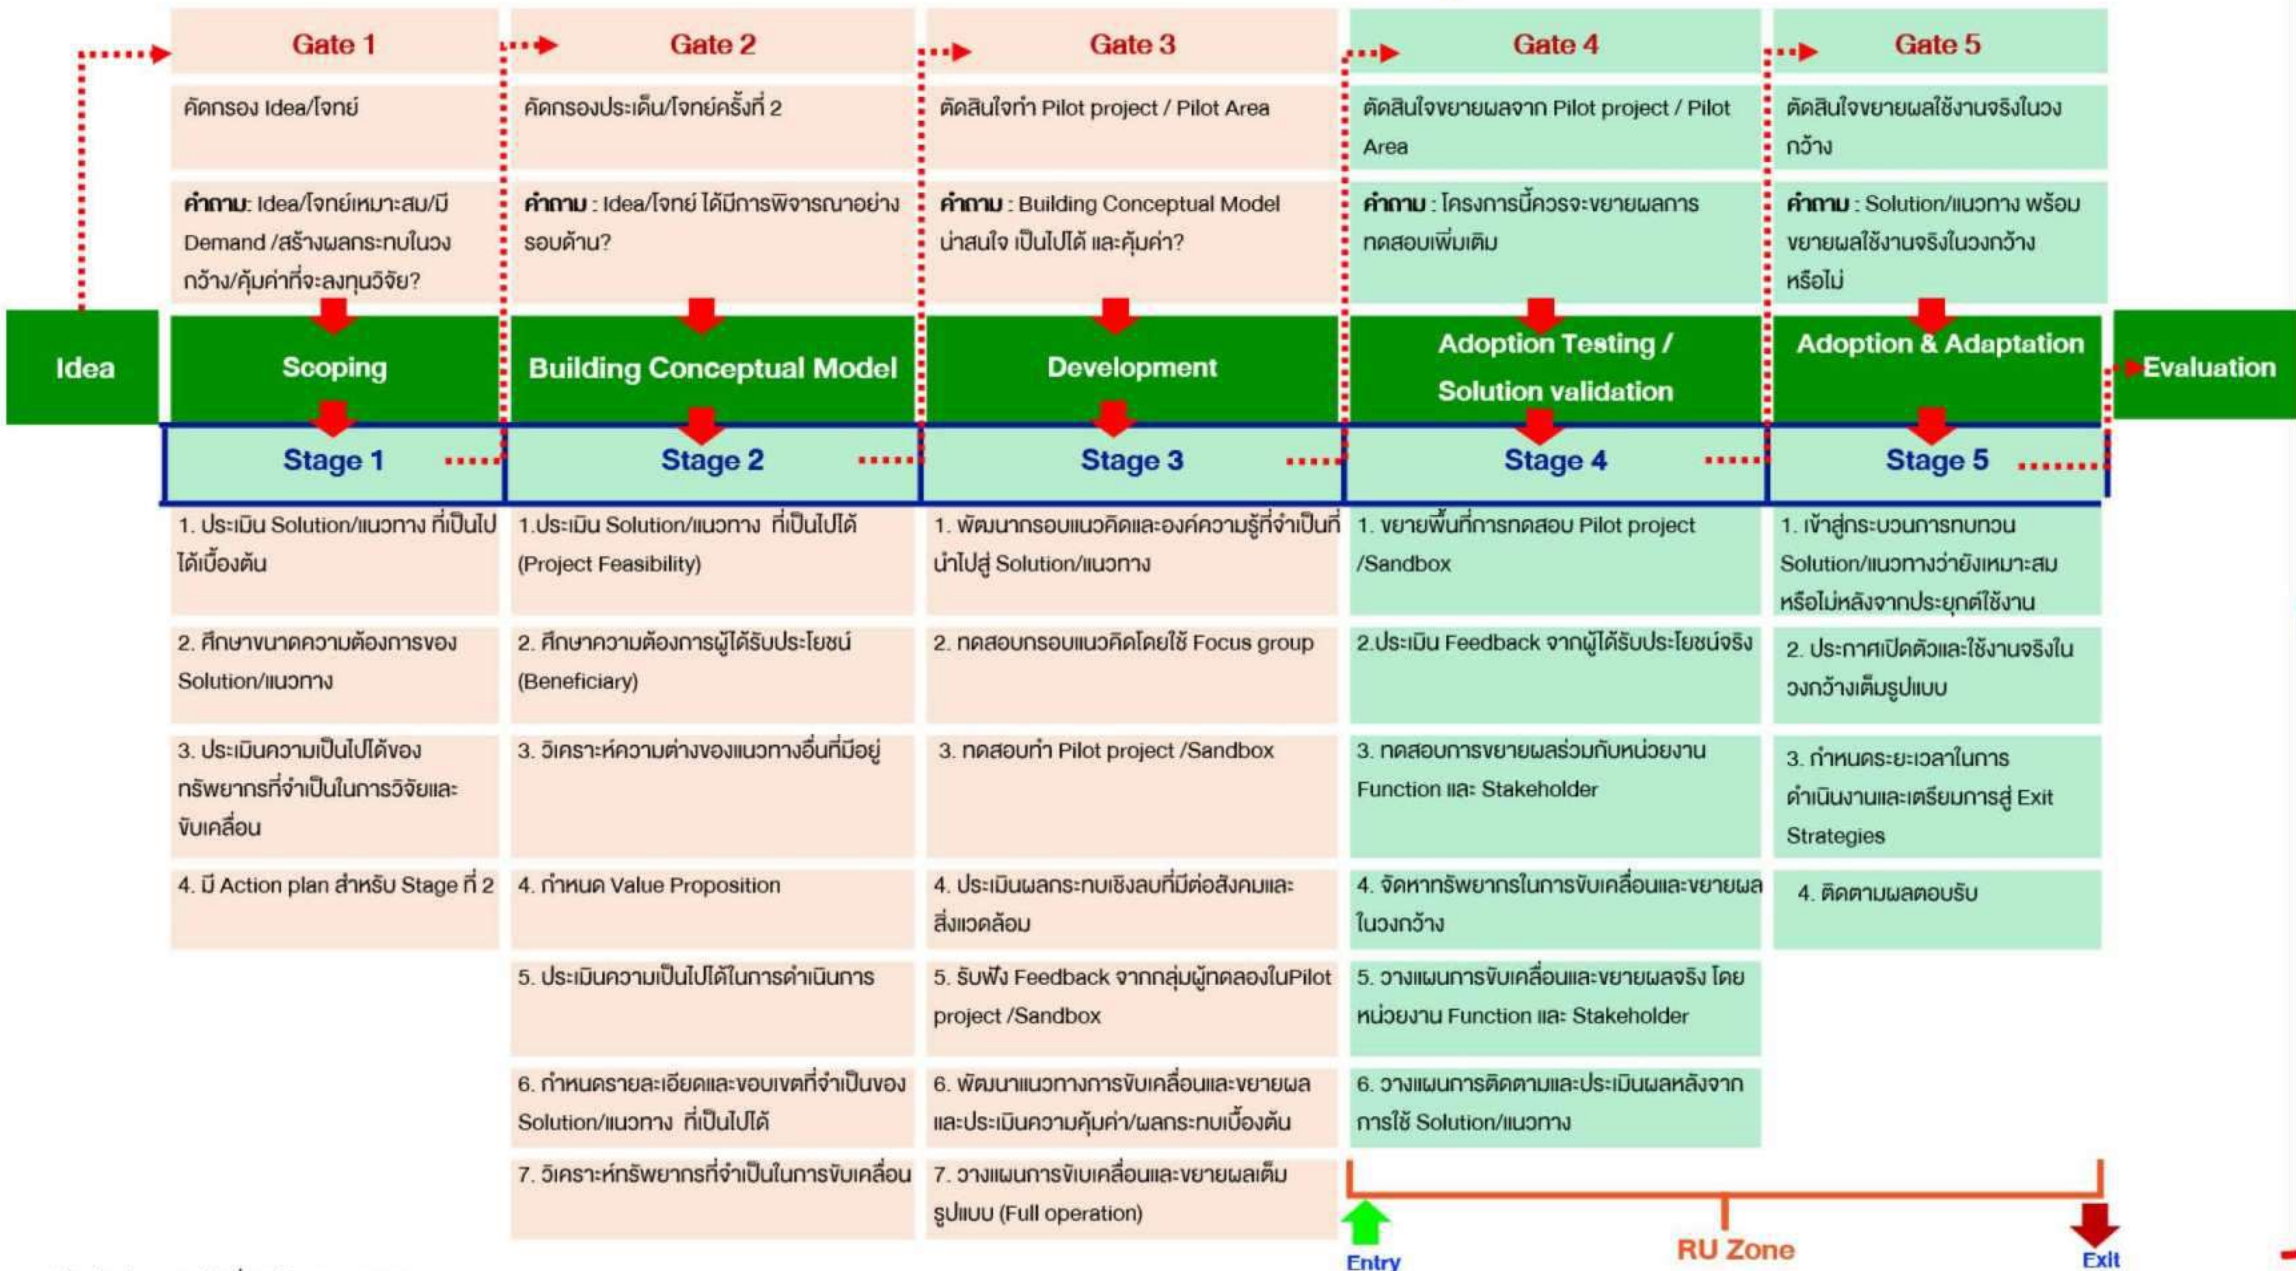 Gate 1
Gate 2
Gate 3
Gate 4
Gate 5
คัดกรอง Idea/โจทย์
คัดกรองประเด็น/โจทย์ครั้งที่ 2
ตัดสินใจทำ Pilot project / Pilot Area
ตัดสินใจขยายผลจาก Pilot project / Pilot
Area
ตัดสินใจขยายผลใช้งานจริงในวง
กว้าง
คำถาม: Idea/โจทย์เหมาะสม/มี
Demand /สร้างผลกระทบในวง
กว้าง/คุ้มค่าที่จะลงทุนวิจัย?
คำถาม : Idea/โจทย์ ได้มีการพิจารณาอย่าง
รอบด้าน?
คำถาม : Building Conceptual Model
น่าสนใจ เป็นไปได้ และคุ้มค่า?
คำถาม : โครงการนี้ควรจะขยายผลการ
ทดสอบเพิ่มเติม
คำถาม : Solution/แนวทาง พร้อม
ขยายผลใช้งานจริงในวงกว้าง
หรือไม่
Idea
Scoping
Building Conceptual Model
Development
Adoption Testing /
Solution validation
Adoption & Adaptation
Evaluation
Stage 1
Stage 2
Stage 3
Stage 4
Stage 5
1. ประเมิน Solution/แนวทาง ที่เป็นไป
ได้เบื้องต้น
2. ศึกษาขนาดความต้องการของ
Solution/แนวทาง
3. ประเมินความเป็นไปได้ของ
ทรัพยากรที่จำเป็นในการวิจัยและ
ขับเคลื่อน
4. มี Action plan สำหรับ Stage ที่ 2
1.ประเมิน Solution/แนวทาง ที่เป็นไปได้
(Project Feasibility)
2. ศึกษาความต้องการผู้ได้รับประโยชน์
(Beneficiary)
3. วิเคราะห์ความต่างของแนวทางอื่นที่มีอยู่
4. กำหนด Value Proposition
5. ประเมินความเป็นไปได้ในการดำเนินการ
6. กำหนดรายละเอียดและขอบเขตที่จำเป็นของ
Solution/แนวทาง ที่เป็นไปได้
7. วิเคราะห์ทรัพยากรที่จำเป็นในการขับเคลื่อน
1. พัฒนากรอบแนวคิดและองค์ความรู้ที่จำเป็นที่
นำไปสู่ Solution/แนวทาง
2. ทดสอบกรอบแนวคิดโดยใช้ Focus group
3. ทดสอบทำ Pilot project /Sandbox
4. ประเมินผลกระทบเชิงลบที่มีต่อสังคมและ
สิ่งแวดล้อม
5. รับฟัง Feedback จากกลุ่มผู้ทดลองในPilot
project /Sandbox
6. พัฒนาแนวทางการขับเคลื่อนและขยายผล
และประเมินความคุ้มค่า/ผลกระทบเบื้องต้น
7. วางแผนการขับเคลื่อนและขยายผลเต็ม
รูปแบบ (Full operation)
1. ขยายพื้นที่การทดสอบ Pilot project
/Sandbox
2.ประเมิน Feedback จากผู้ได้รับประโยชน์จริง
3. ทดสอบการขยายผลร่วมกับหน่วยงาน
Function และ Stakeholder
4. จัดหาทรัพยากรในการขับเคลื่อนและขยายผล
ในวงกว้าง
5. วางแผนการขับเคลื่อนและขยายผลจริง โดย
หน่วยงาน Function และ Stakeholder
6. วางแผนการติดตามและประเมินผลหลังจาก
การใช้ Solution/แนวทาง
1. เข้าสู่กระบวนการทบทวน
Solution/แนวทางว่ายังเหมาะสม
หรือไม่หลังจากประยุกต์ใช้งาน
2. ประกาศเปิดตัวและใช้งานจริงใน
วงกว้างเต็มรูปแบบ
3. กำหนดระยะเวลาในการ
ดำเนินงานและเตรียมการสู่ Exit
Strategies
4. ติดตามผลตอบรับ
Entry
RU Zone
Exit